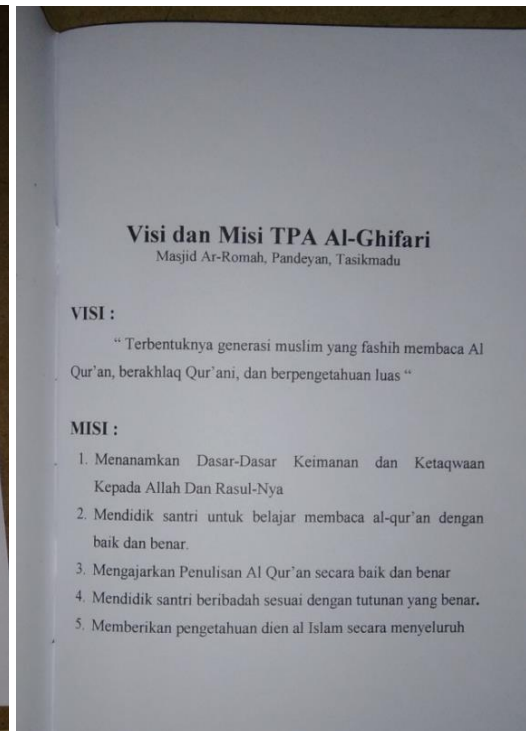 Visi dan Misi TPA Al-Ghifari
Masjid Ar-Romah, Pandeyan, Tasikmadu
VISI :
“ Terbentuknya generasi muslim yang fashih membaca Al
Qur’an, berakhlaq Qur’ani, dan berpengetahuan luas “
MISI :
1. Menanamkan Dasar-Dasar Keimanan dan Ketaqwaan
Kepada Allah Dan Rasul-Nya
2. Mendidik santri untuk belajar membaca al-qur’an dengan
baik dan benar.
3. Mengajarkan Penulisan Al Qur’an secara baik dan benar
4. Mendidik santri beribadah sesuai dengan tutunan yang benar.
5. Memberikan pengetahuan dien al Islam secara menyeluruh